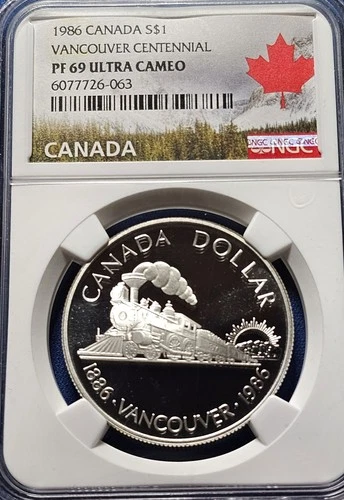 1986 CANADA S$1
VANCOUVER CENTENNIAL
PF 69 ULTRA CAMEO
6077726-063
CANADA
NGC
CANADA DOLLAR
1886 · VANCOUVER · 1986